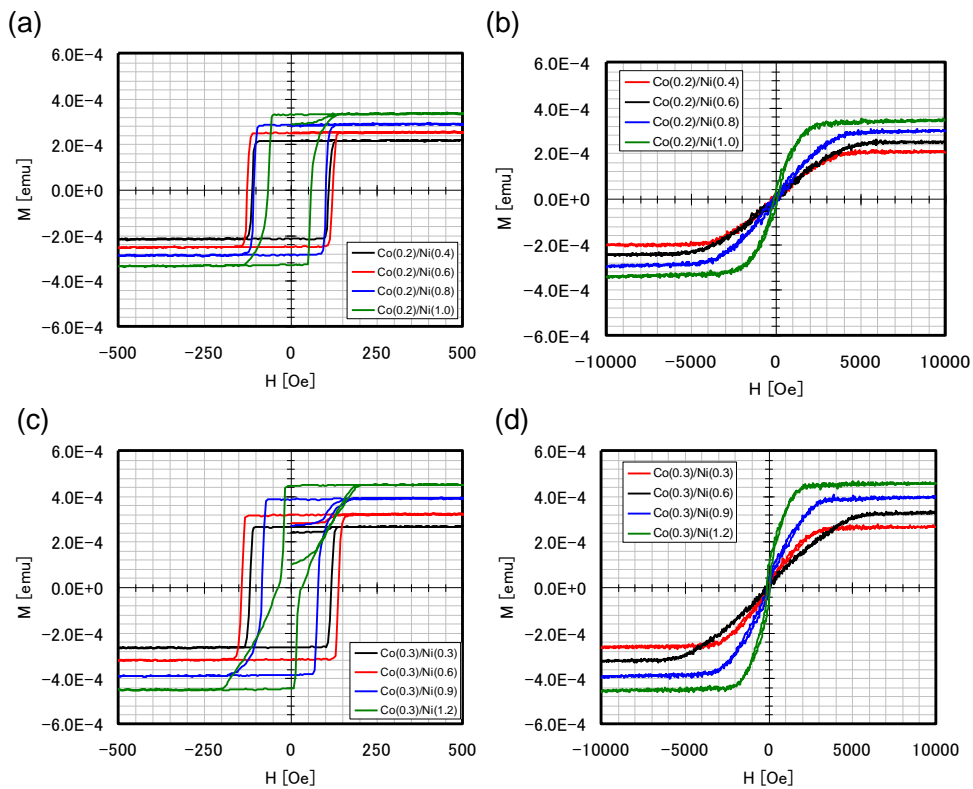 (a)
6.0E-4
4.0E-4
2.0E-4
0.0E+0
-2.0E-4
-4.0E-4
-6.0E-4
M [emu]
-500
-250
0
250
500
H [Oe]
Co(0.2)/Ni(0.4)
Co(0.2)/Ni(0.6)
Co(0.2)/Ni(0.8)
Co(0.2)/Ni(1.0)
(b)
6.0E-4
4.0E-4
2.0E-4
0.0E+0
-2.0E-4
-4.0E-4
-6.0E-4
M [emu]
Co(0.2)/Ni(0.4)
Co(0.2)/Ni(0.6)
Co(0.2)/Ni(0.8)
Co(0.2)/Ni(1.0)
-10000
-5000
0
5000
10000
H [Oe]
(c)
6.0E-4
4.0E-4
2.0E-4
0.0E+0
-2.0E-4
-4.0E-4
-6.0E-4
M [emu]
Co(0.3)/Ni(0.3)
Co(0.3)/Ni(0.6)
Co(0.3)/Ni(0.9)
Co(0.3)/Ni(1.2)
-500
-250
0
250
500
H [Oe]
(d)
6.0E-4
4.0E-4
2.0E-4
0.0E+0
-2.0E-4
-4.0E-4
-6.0E-4
M [emu]
Co(0.3)/Ni(0.3)
Co(0.3)/Ni(0.6)
Co(0.3)/Ni(0.9)
Co(0.3)/Ni(1.2)
-10000
-5000
0
5000
10000
H [Oe]